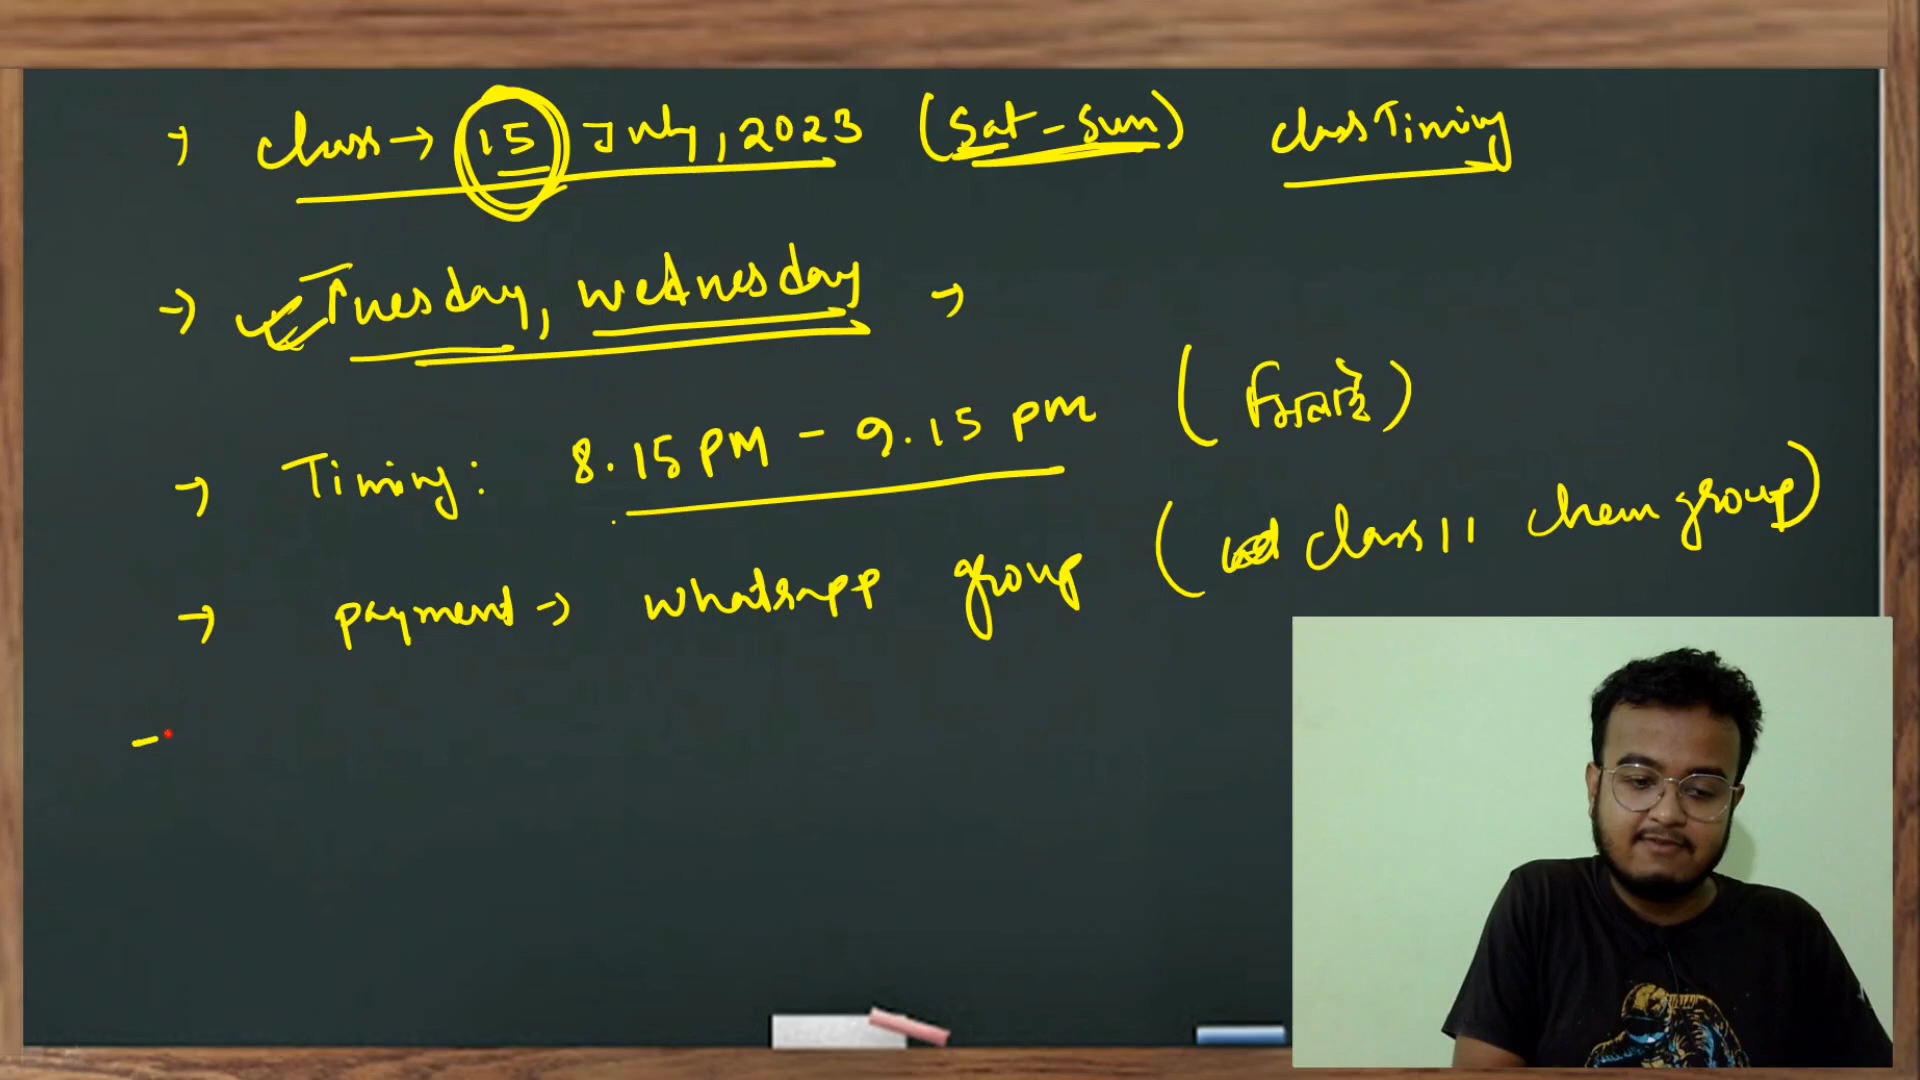 → class → 15 July, 2023 (Sat - Sun) class Timing
→ Tuesday, wednesday →
→ Timing: 8.15 PM - 9.15 pm
→ payment → whatsapp group (class 11 chem group)